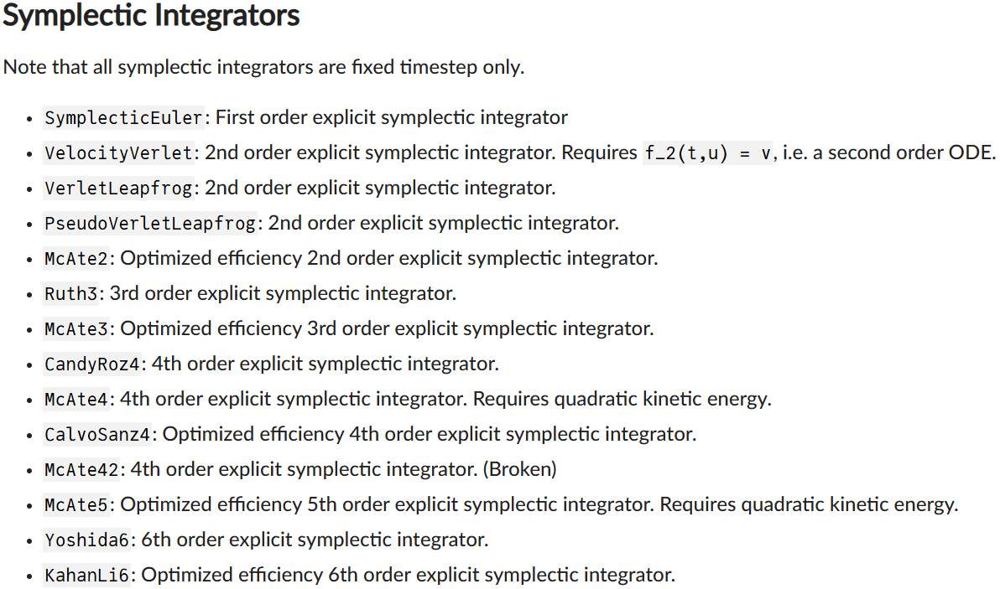 Symplectic Integrators
Note that all symplectic integrators are fixed timestep only.
• SymplecticEuler: First order explicit symplectic integrator
• VelocityVerlet: 2nd order explicit symplectic integrator. Requires f_2(t,u) = v, i.e. a second order ODE.
• VerletLeapfrog: 2nd order explicit symplectic integrator.
• PseudoVerletLeapfrog: 2nd order explicit symplectic integrator.
• McAte2: Optimized efficiency 2nd order explicit symplectic integrator.
• Ruth3: 3rd order explicit symplectic integrator.
• McAte3: Optimized efficiency 3rd order explicit symplectic integrator.
• CandyRoz4: 4th order explicit symplectic integrator.
• McAte4: 4th order explicit symplectic integrator. Requires quadratic kinetic energy.
• CalvoSanz4: Optimized efficiency 4th order explicit symplectic integrator.
• McAte42: 4th order explicit symplectic integrator. (Broken)
• McAte5: Optimized efficiency 5th order explicit symplectic integrator. Requires quadratic kinetic energy.
• Yoshida6: 6th order explicit symplectic integrator.
• KahanLi6: Optimized efficiency 6th order explicit symplectic integrator.